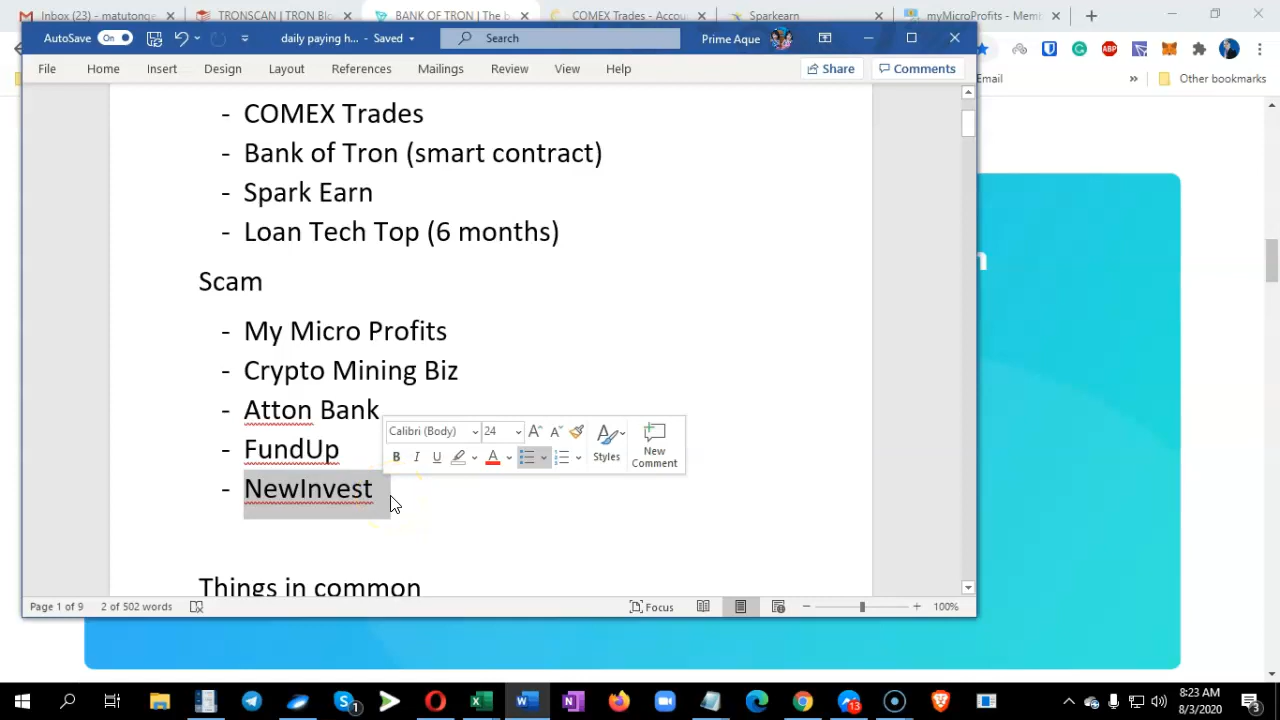 Inbox (23) - matutong
TRONSCAN | TRON Blo
BANK OF TRON | The b
COMEX Trades - Accou
Sparkearn
myMicroProfits - Memb
AutoSave On
daily paying h... - Saved
Search
Prime Aque
File Home Insert Design Layout References Mailings Review View Help Share Comments
ABP
Email
Other bookmarks
- COMEX Trades
- Bank of Tron (smart contract)
- Spark Earn
- Loan Tech Top (6 months)
Scam
- My Micro Profits
- Crypto Mining Biz
- Atton Bank
- FundUp
- NewInvest
Calibri (Body) 24
B I U
Styles
New
Comment
Things in common
Page 1 of 9 2 of 502 words
Focus
100%
8:23 AM
8/3/2020